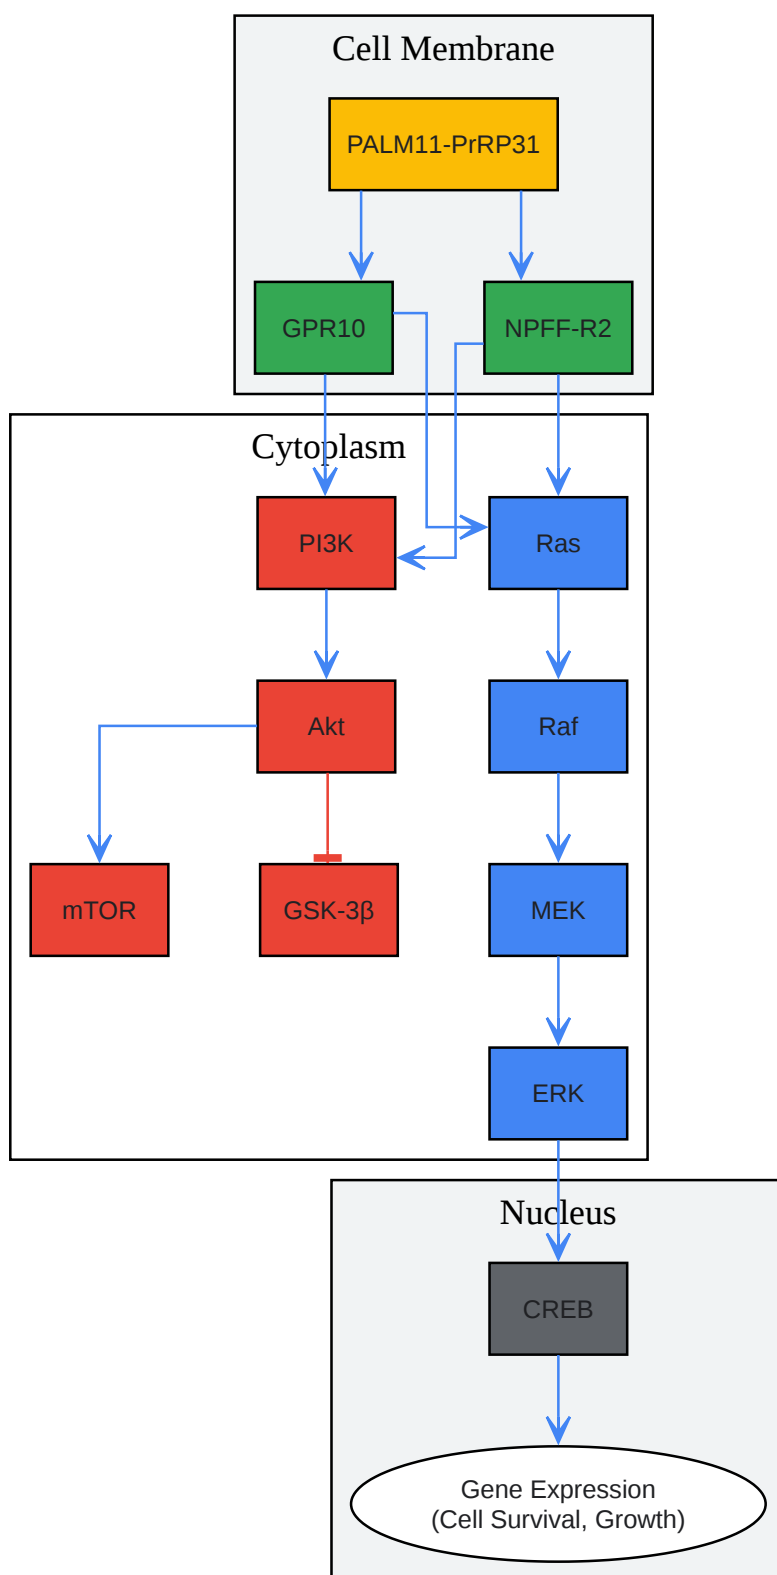 Cell Membrane
PALM11-PrRP31
GPR10
NPFF-R2
Cytoplasm
PI3K
Ras
Akt
Raf
mTOR
GSK-3β
MEK
ERK
Nucleus
CREB
Gene Expression
(Cell Survival, Growth)